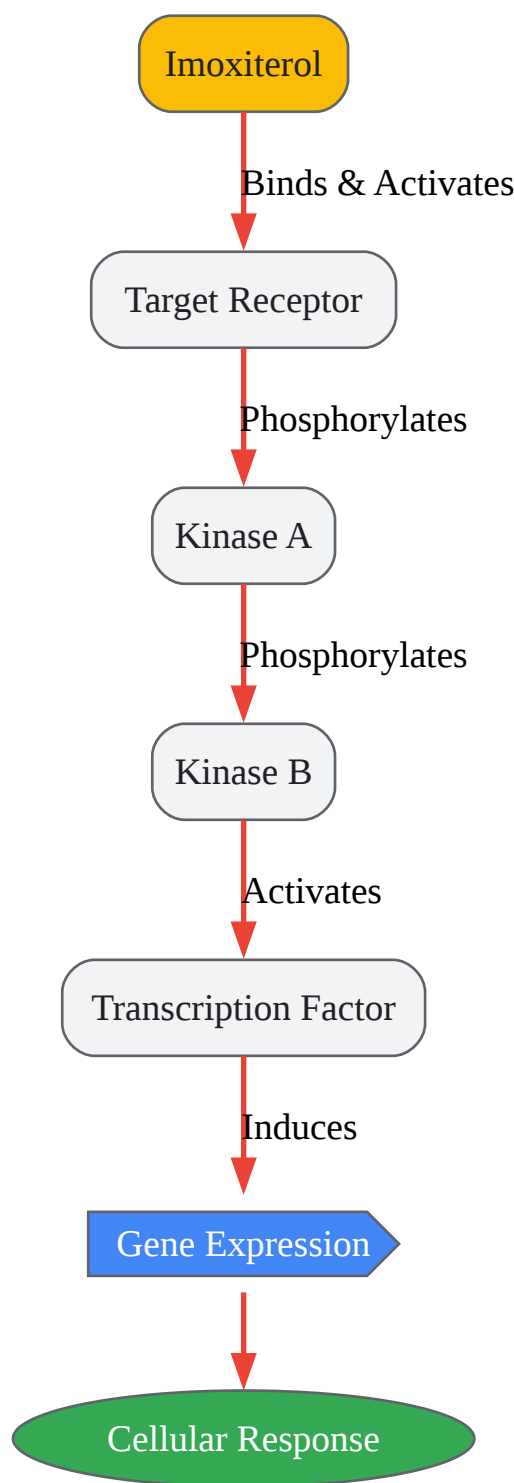 Imoxiterol
Binds & Activates
Target Receptor
Phosphorylates
Kinase A
Phosphorylates
Kinase B
Activates
Transcription Factor
Induces
Gene Expression
Cellular Response